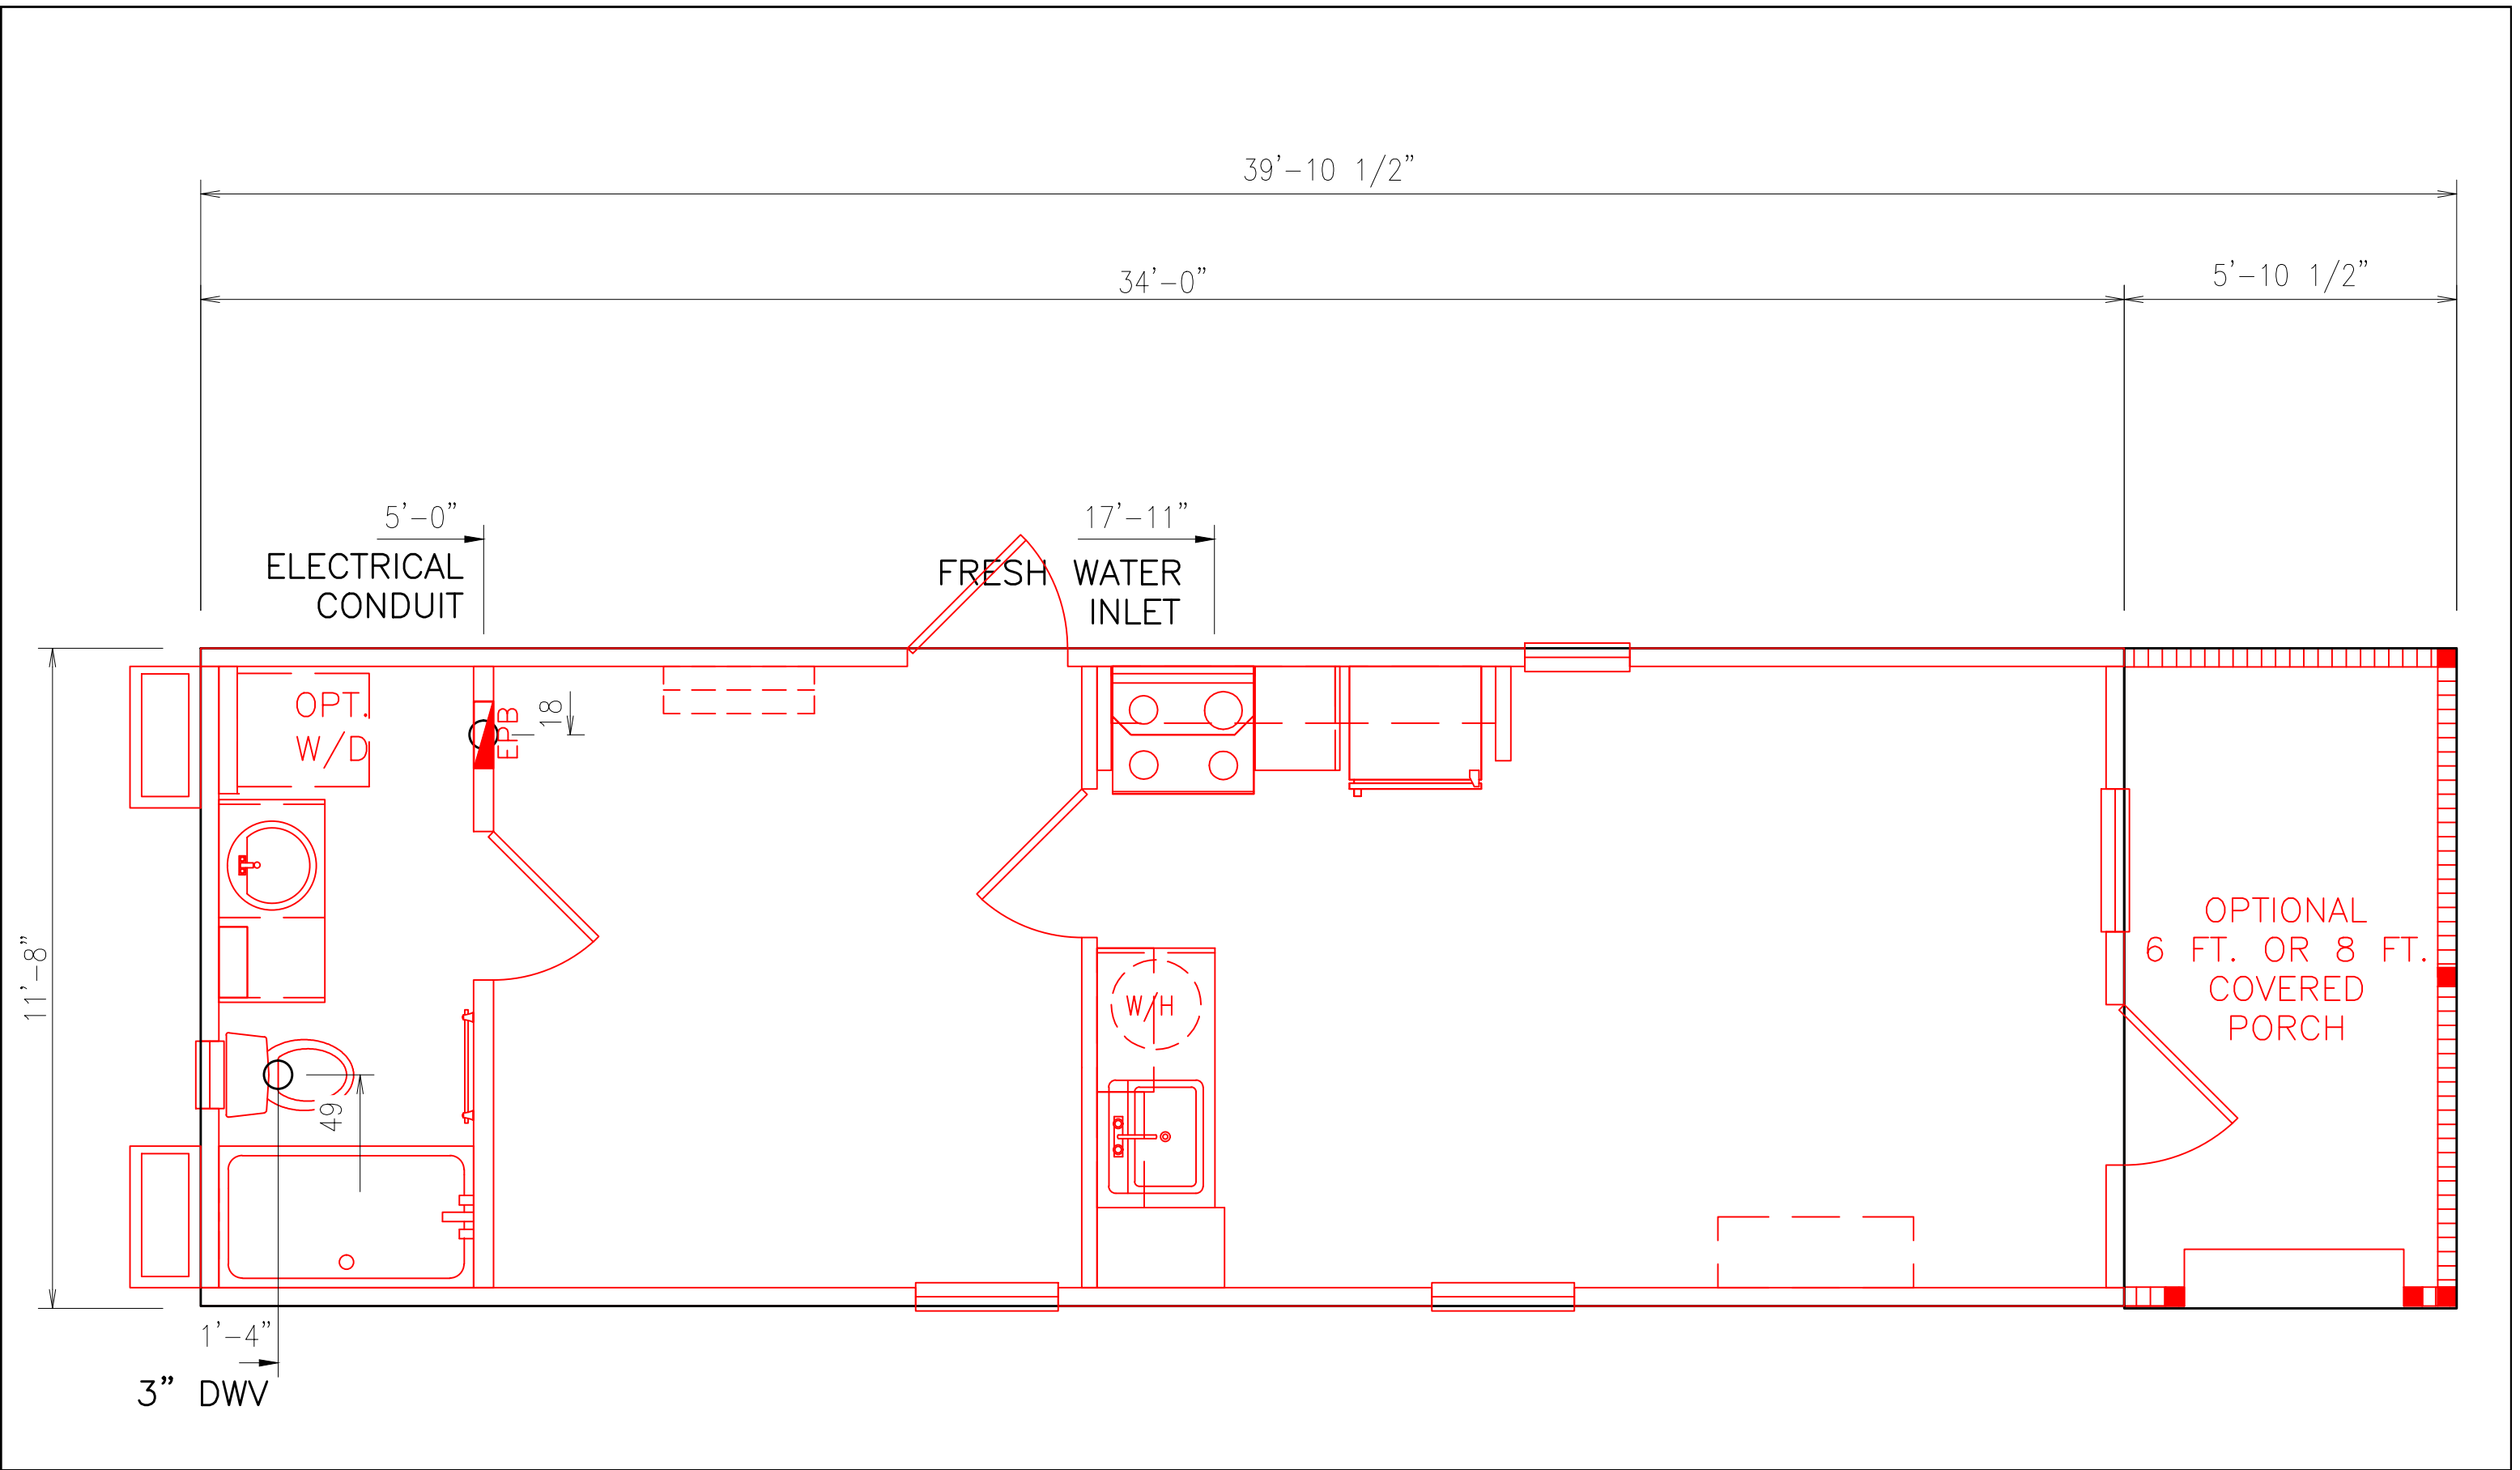 39'-10 1/2"
34'-0"
5'-10 1/2"
5'-0"
ELECTRICAL
CONDUIT
17'-11"
FRESH WATER
INLET
OPT.
W/D
EPB
18
11'-8"
W/H
OPTIONAL
6 FT. OR 8 FT.
COVERED
PORCH
49
1'-4"
3" DWV